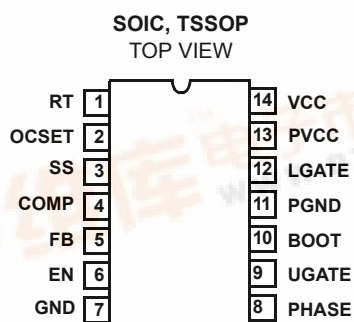 SOIC, TSSOP
TOP VIEW
RT 1 14 VCC
OCSET 2 13 PVCC
SS 3 12 LGATE
COMP 4 11 PGND
FB 5 10 BOOT
EN 6 9 UGATE
GND 7 8 PHASE